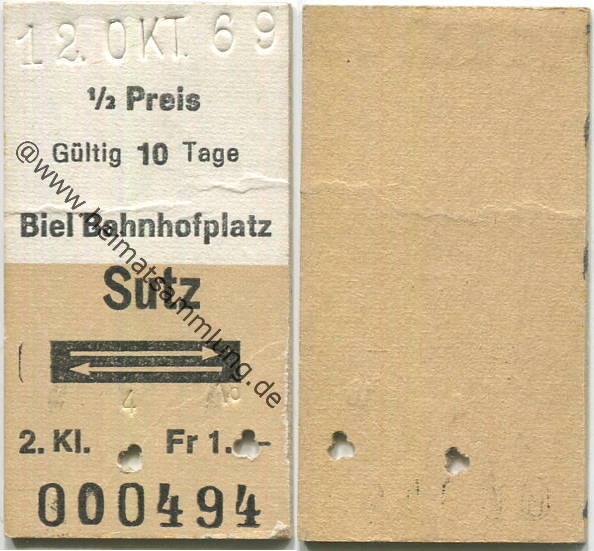 12. OKT. 69
1/2 Preis
Gültig 10 Tage
Biel Bahnhofplatz
Sutz
4
2. Kl. Fr 1.-
000494
@www.heimatsammlung.de